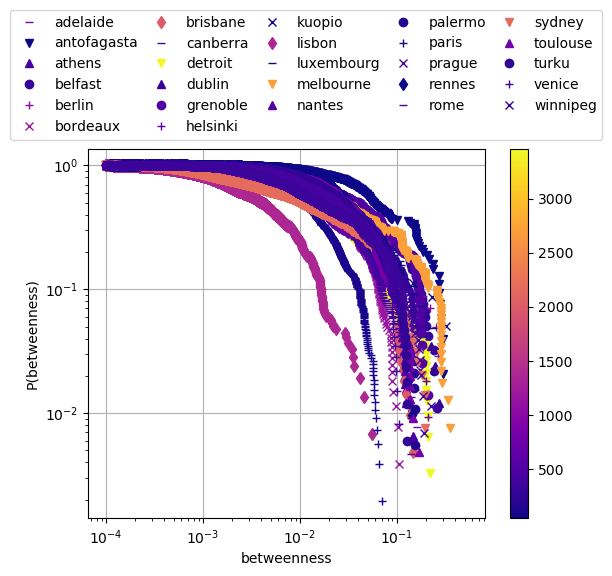 adelaide brisbane kuopio palermo sydney
antofagasta canberra lisbon paris toulouse
athens detroit luxembourg prague turku
belfast dublin melbourne rennes venice
berlin grenoble nantes rome winnipeg
bordeaux helsinki
P(betweenness)
10^0
10^-1
10^-2
10^-4 10^-3 10^-2 10^-1
betweenness
3000
2500
2000
1500
1000
500